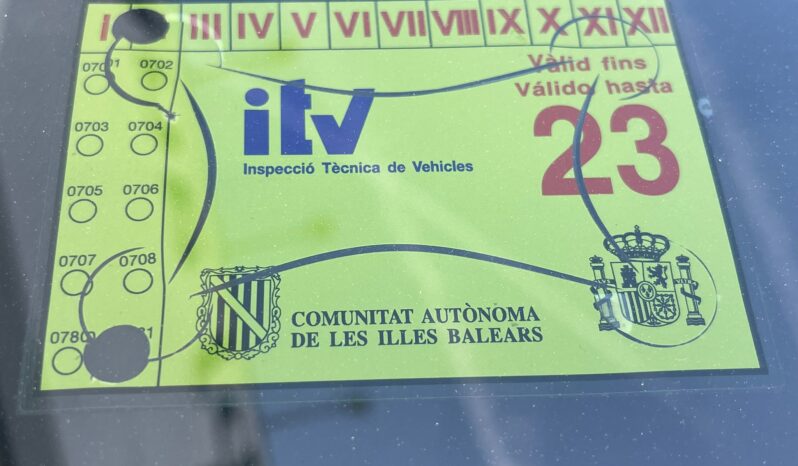 I III IV V VI VII VIII IX X XI XII
0701 0702
Vàlid fins
Válido hasta
23
itv
Inspecció Tècnica de Vehicles
0703 0704
0705 0706
0707 0708
COMUNITAT AUTÒNOMA
DE LES ILLES BALEARS